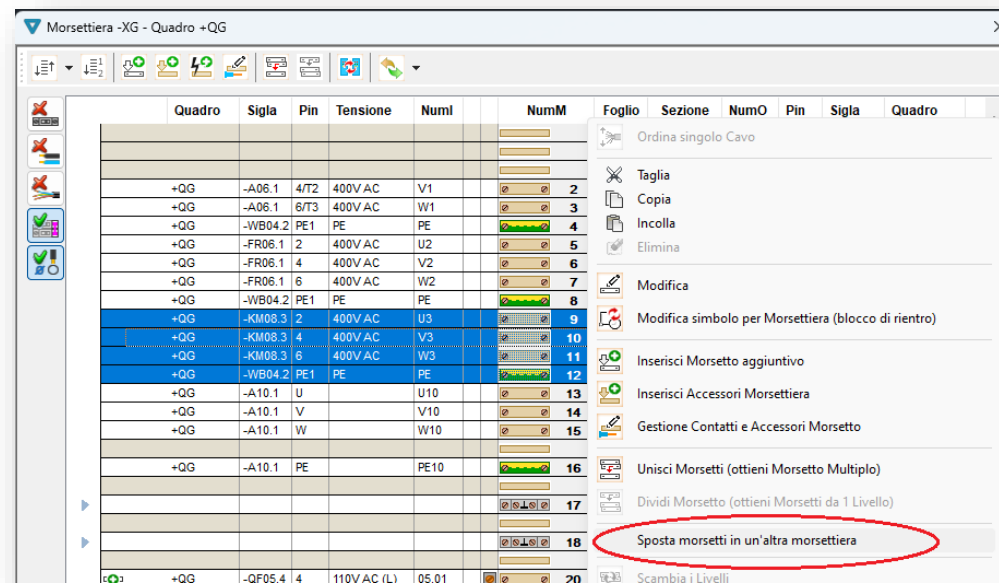 Morsettiera -XG - Quadro +QG
Quadro Sigla Pin Tensione NumI NumM Foglio Sezione NumO Pin Sigla Quadro
+QG -A06.1 4/T2 400V AC V1 2
+QG -A06.1 6/T3 400V AC W1 3
+QG -WB04.2 PE1 PE PE 4
+QG -FR06.1 2 400V AC U2 5
+QG -FR06.1 4 400V AC V2 6
+QG -FR06.1 6 400V AC W2 7
+QG -WB04.2 PE1 PE PE 8
+QG -KM08.3 2 400V AC U3 9
+QG -KM08.3 4 400V AC V3 10
+QG -KM08.3 6 400V AC W3 11
+QG -WB04.2 PE1 PE PE 12
+QG -A10.1 U U10 13
+QG -A10.1 V V10 14
+QG -A10.1 W W10 15
+QG -A10.1 PE PE10 16
17
18
+QG -QF05.4 4 110V AC (L) 05.01 20
Ordina singolo Cavo
Taglia
Copia
Incolla
Elimina
Modifica
Modifica simbolo per Morsettiera (blocco di rientro)
Inserisci Morsetto aggiuntivo
Inserisci Accessori Morsettiera
Gestione Contatti e Accessori Morsetto
Unisci Morsetti (ottieni Morsetto Multiplo)
Dividi Morsetto (ottieni Morsetti da 1 Livello)
Sposta morsetti in un'altra morsettiera
Scambia i Livelli